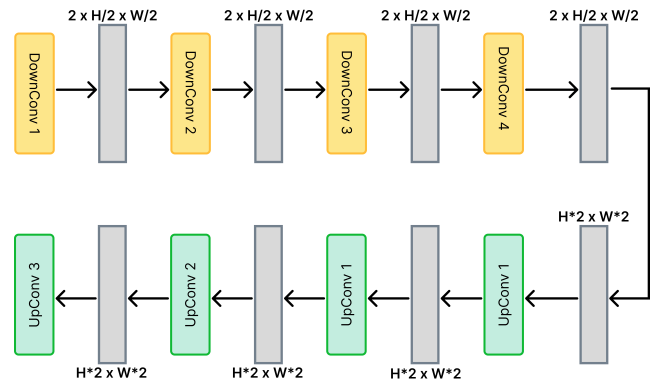 2 x H/2 x W/2
2 x H/2 x W/2
2 x H/2 x W/2
2 x H/2 x W/2
DownConv 1
DownConv 2
DownConv 3
DownConv 4
H*2 x W*2
UpConv 3
UpConv 2
UpConv 1
UpConv 1
H*2 x W*2
H*2 x W*2
H*2 x W*2